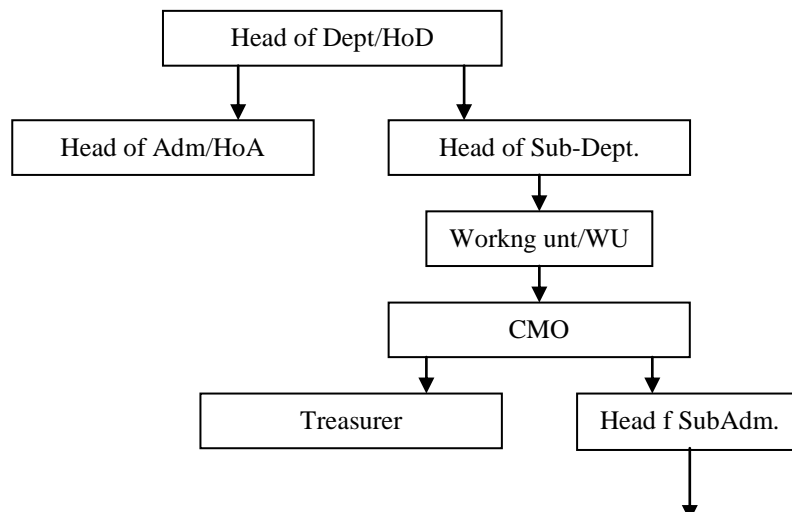 Head of Dept/HoD
Head of Adm/HoA
Head of Sub-Dept.
Workng unt/WU
CMO
Treasurer
Head f SubAdm.